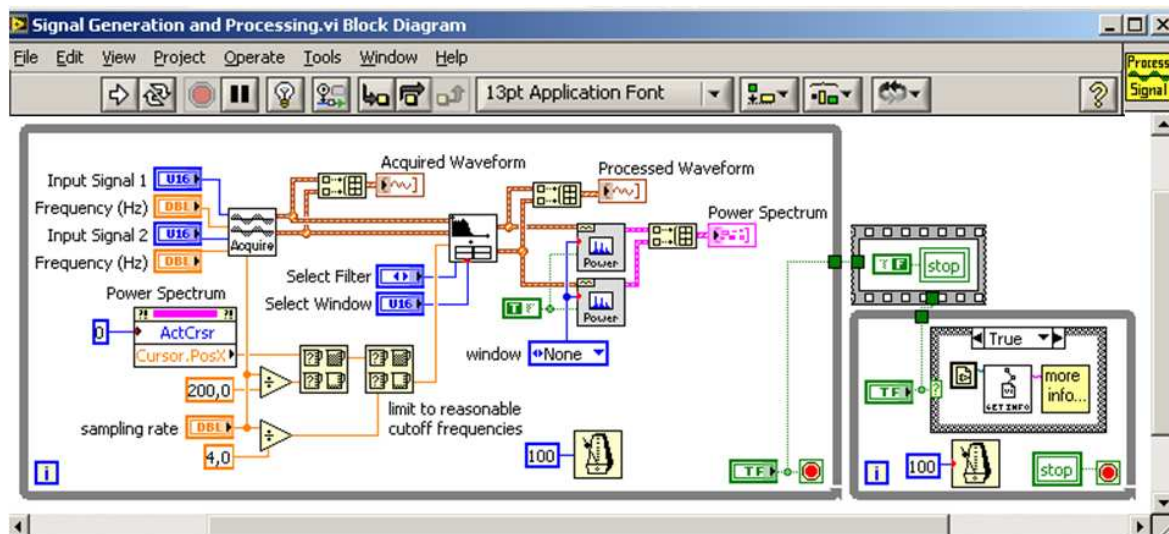 Signal Generation and Processing.vi Block Diagram
File Edit View Project Operate Tools Window Help
13pt Application Font
Process
Signal
Acquired Waveform
Processed Waveform
Input Signal 1 U16
Frequency (Hz) DBL
Input Signal 2 U16
Frequency (Hz) DBL
Acquire
Power Spectrum
Power
Power
Select Filter
Select Window U16
T F
window None
Power Spectrum
0
ActCrsr
Cursor.PosX
200,0
sampling rate DBL
4,0
limit to reasonable
cutoff frequencies
i
100
TF
T F stop
True
TF
?
GET INFO
more
info...
i
100
stop